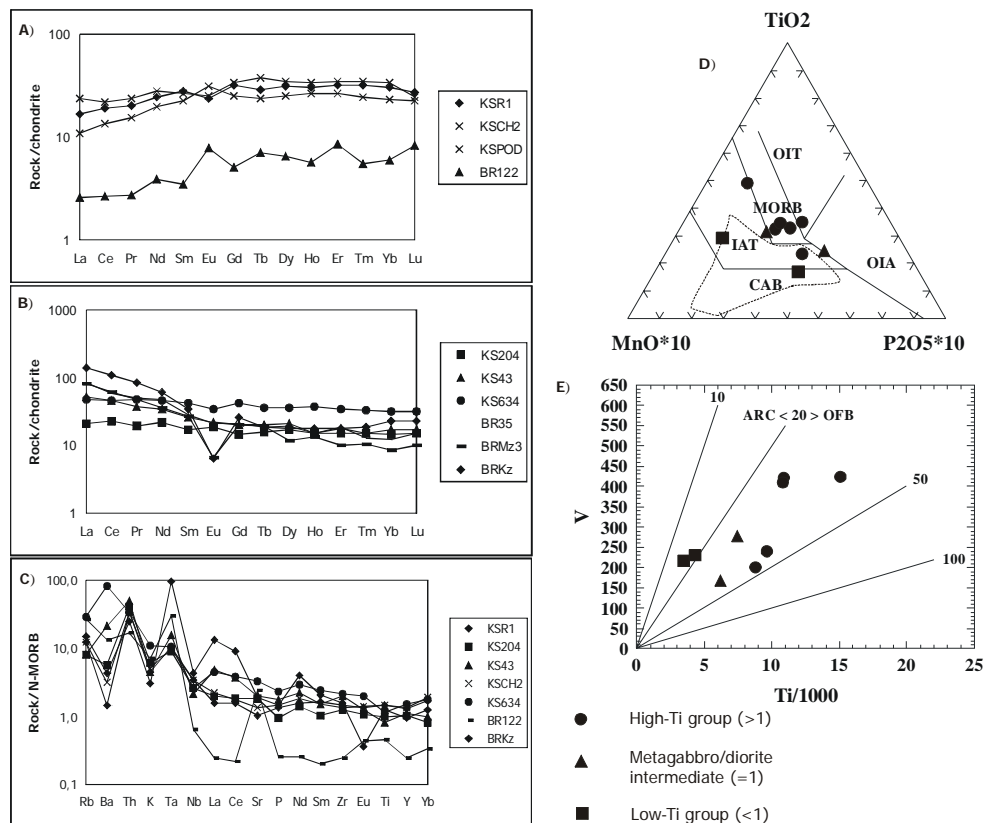 A)
100
10
1
Rock/chondrite
La Ce Pr Nd Sm Eu Gd Tb Dy Ho Er Tm Yb Lu
KSR1
KSCH2
KSPOD
BR122
B)
1000
100
10
1
Rock/chondrite
La Ce Pr Nd Sm Eu Gd Tb Dy Ho Er Tm Yb Lu
KS204
KS43
KS634
BR35
BRMz3
BRKz
C)
100,0
10,0
1,0
0,1
Rock/N-MORB
Rb Ba Th K Ta Nb La Ce Sr P Nd Sm Zr Eu Ti Y Yb
KSR1
KS204
KS43
KSCH2
KS634
BR122
BRKz
TiO2
D)
OIT
MORB
IAT
OIA
CAB
MnO*10 P2O5*10
E)
650
600
550
500
450
400
350
300
250
200
150
100
50
0
V
10
ARC < 20 > OFB
50
100
0 5 10 15 20 25
Ti/1000
High-Ti group (>1)
Metagabbro/diorite
intermediate (=1)
Low-Ti group (<1)